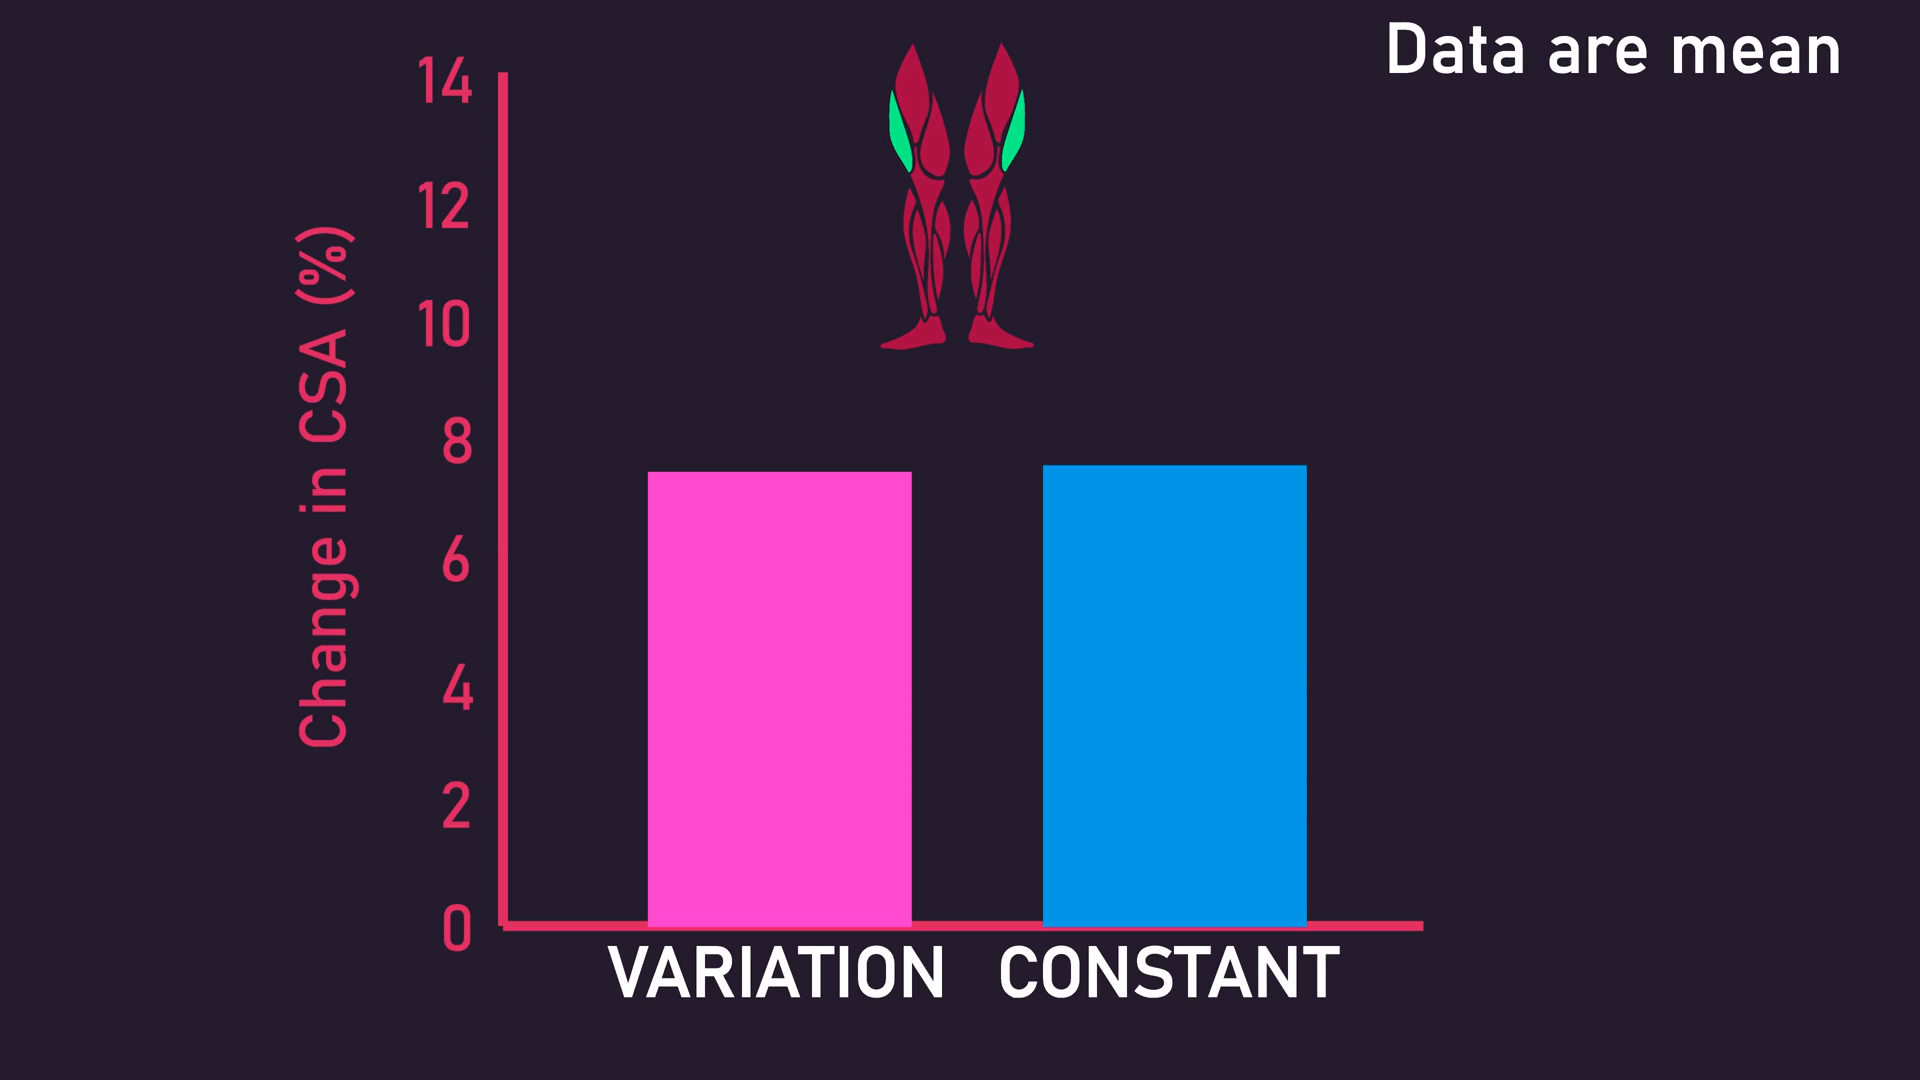 Data are mean
Change in CSA (%)
14
12
10
8
6
4
2
0
VARIATION
CONSTANT